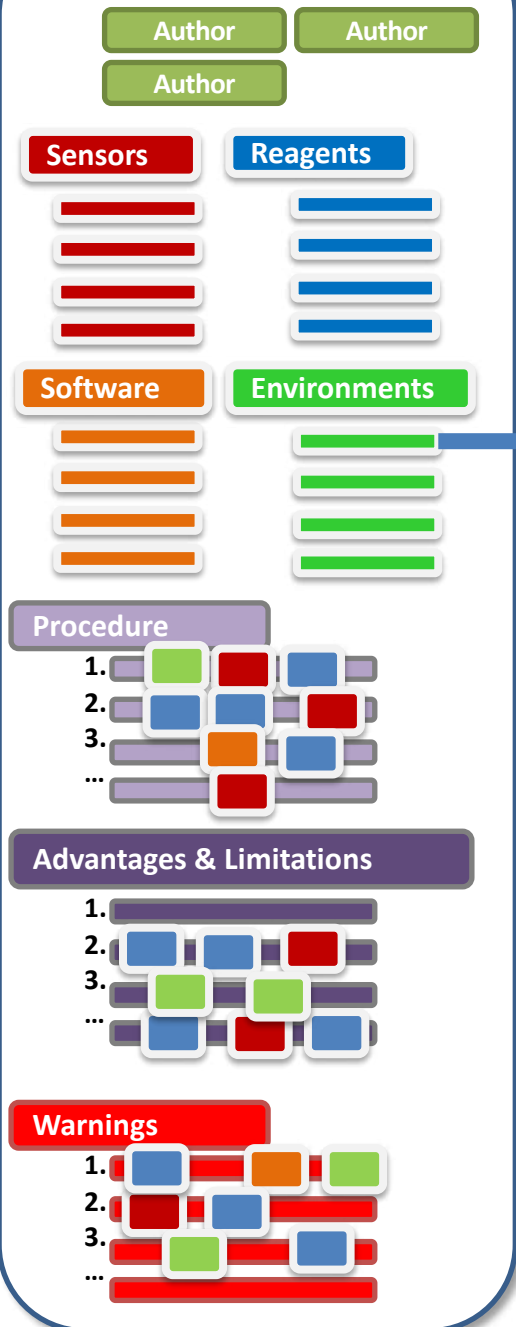 Author Author
Author
Sensors Reagents
Software Environments
Procedure
1.
2.
3.
...
Advantages & Limitations
1.
2.
3.
...
Warnings
1.
2.
3.
...